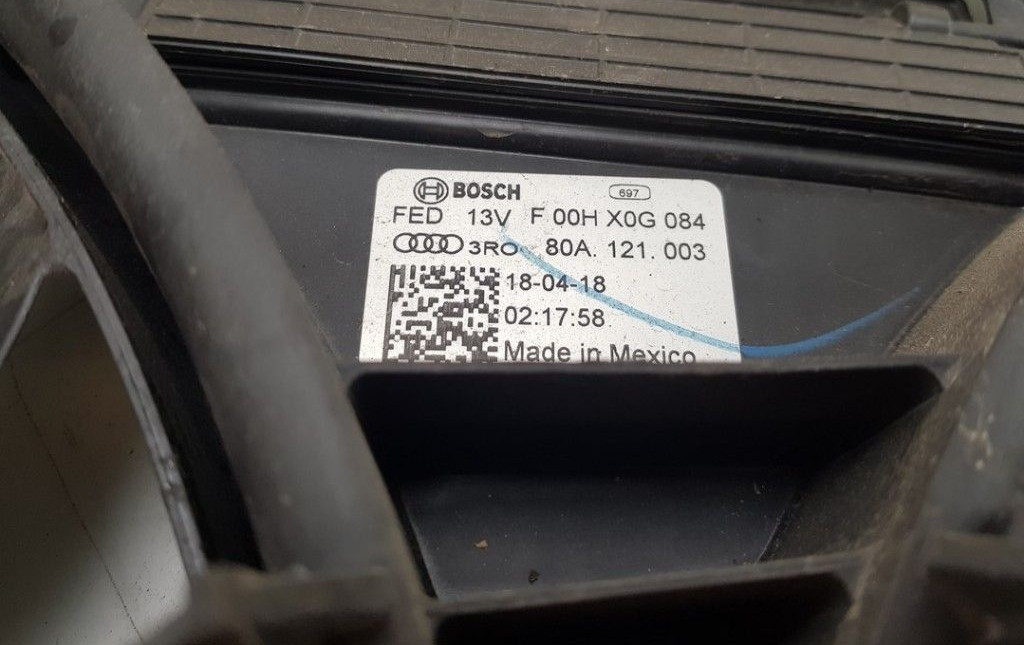 BOSCH 697
FED 13V F 00H X0G 084
3RO 80A. 121. 003
18-04-18
02:17:58
Made in Mexico